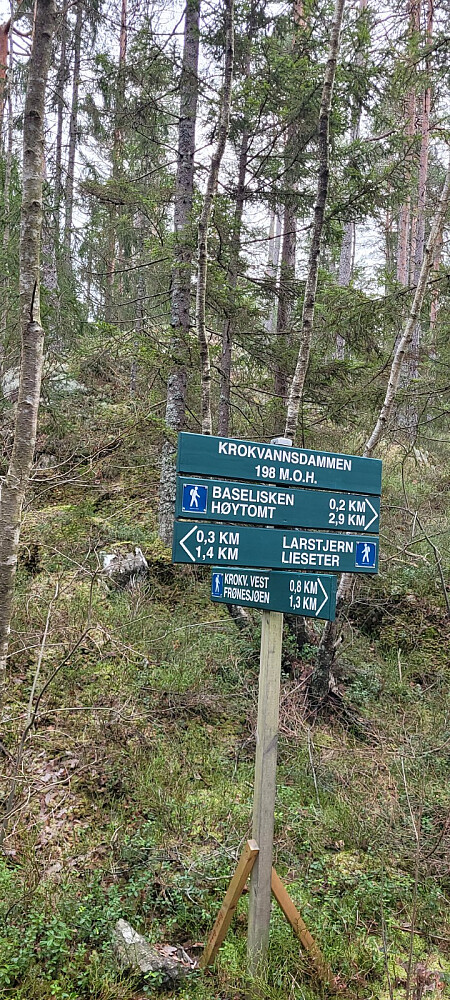 KROKVANNSDAMMEN
198 M.O.H.
BASELISKEN 0,2 KM
HØYTOMT 2,9 KM
0,3 KM LARSTJERN
1,4 KM LIESETER
KROKV. VEST 0,8 KM
FRØNESJØEN 1,3 KM